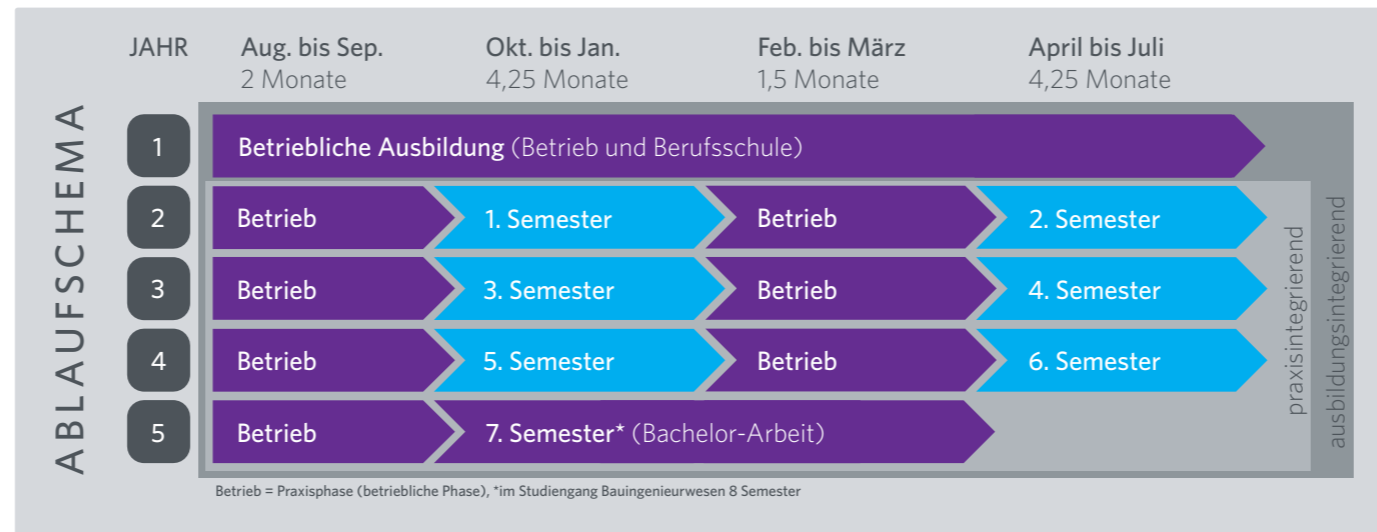 ABLAUFSCHEMA
JAHR Aug. bis Sep. Okt. bis Jan. Feb. bis März April bis Juli
2 Monate 4,25 Monate 1,5 Monate 4,25 Monate
1 Betriebliche Ausbildung (Betrieb und Berufsschule)
2 Betrieb 1. Semester Betrieb 2. Semester
3 Betrieb 3. Semester Betrieb 4. Semester
4 Betrieb 5. Semester Betrieb 6. Semester
5 Betrieb 7. Semester* (Bachelor-Arbeit)
praxisintegrierend
ausbildungsintegrierend
Betrieb = Praxisphase (betriebliche Phase), *im Studiengang Bauingenieurwesen 8 Semester